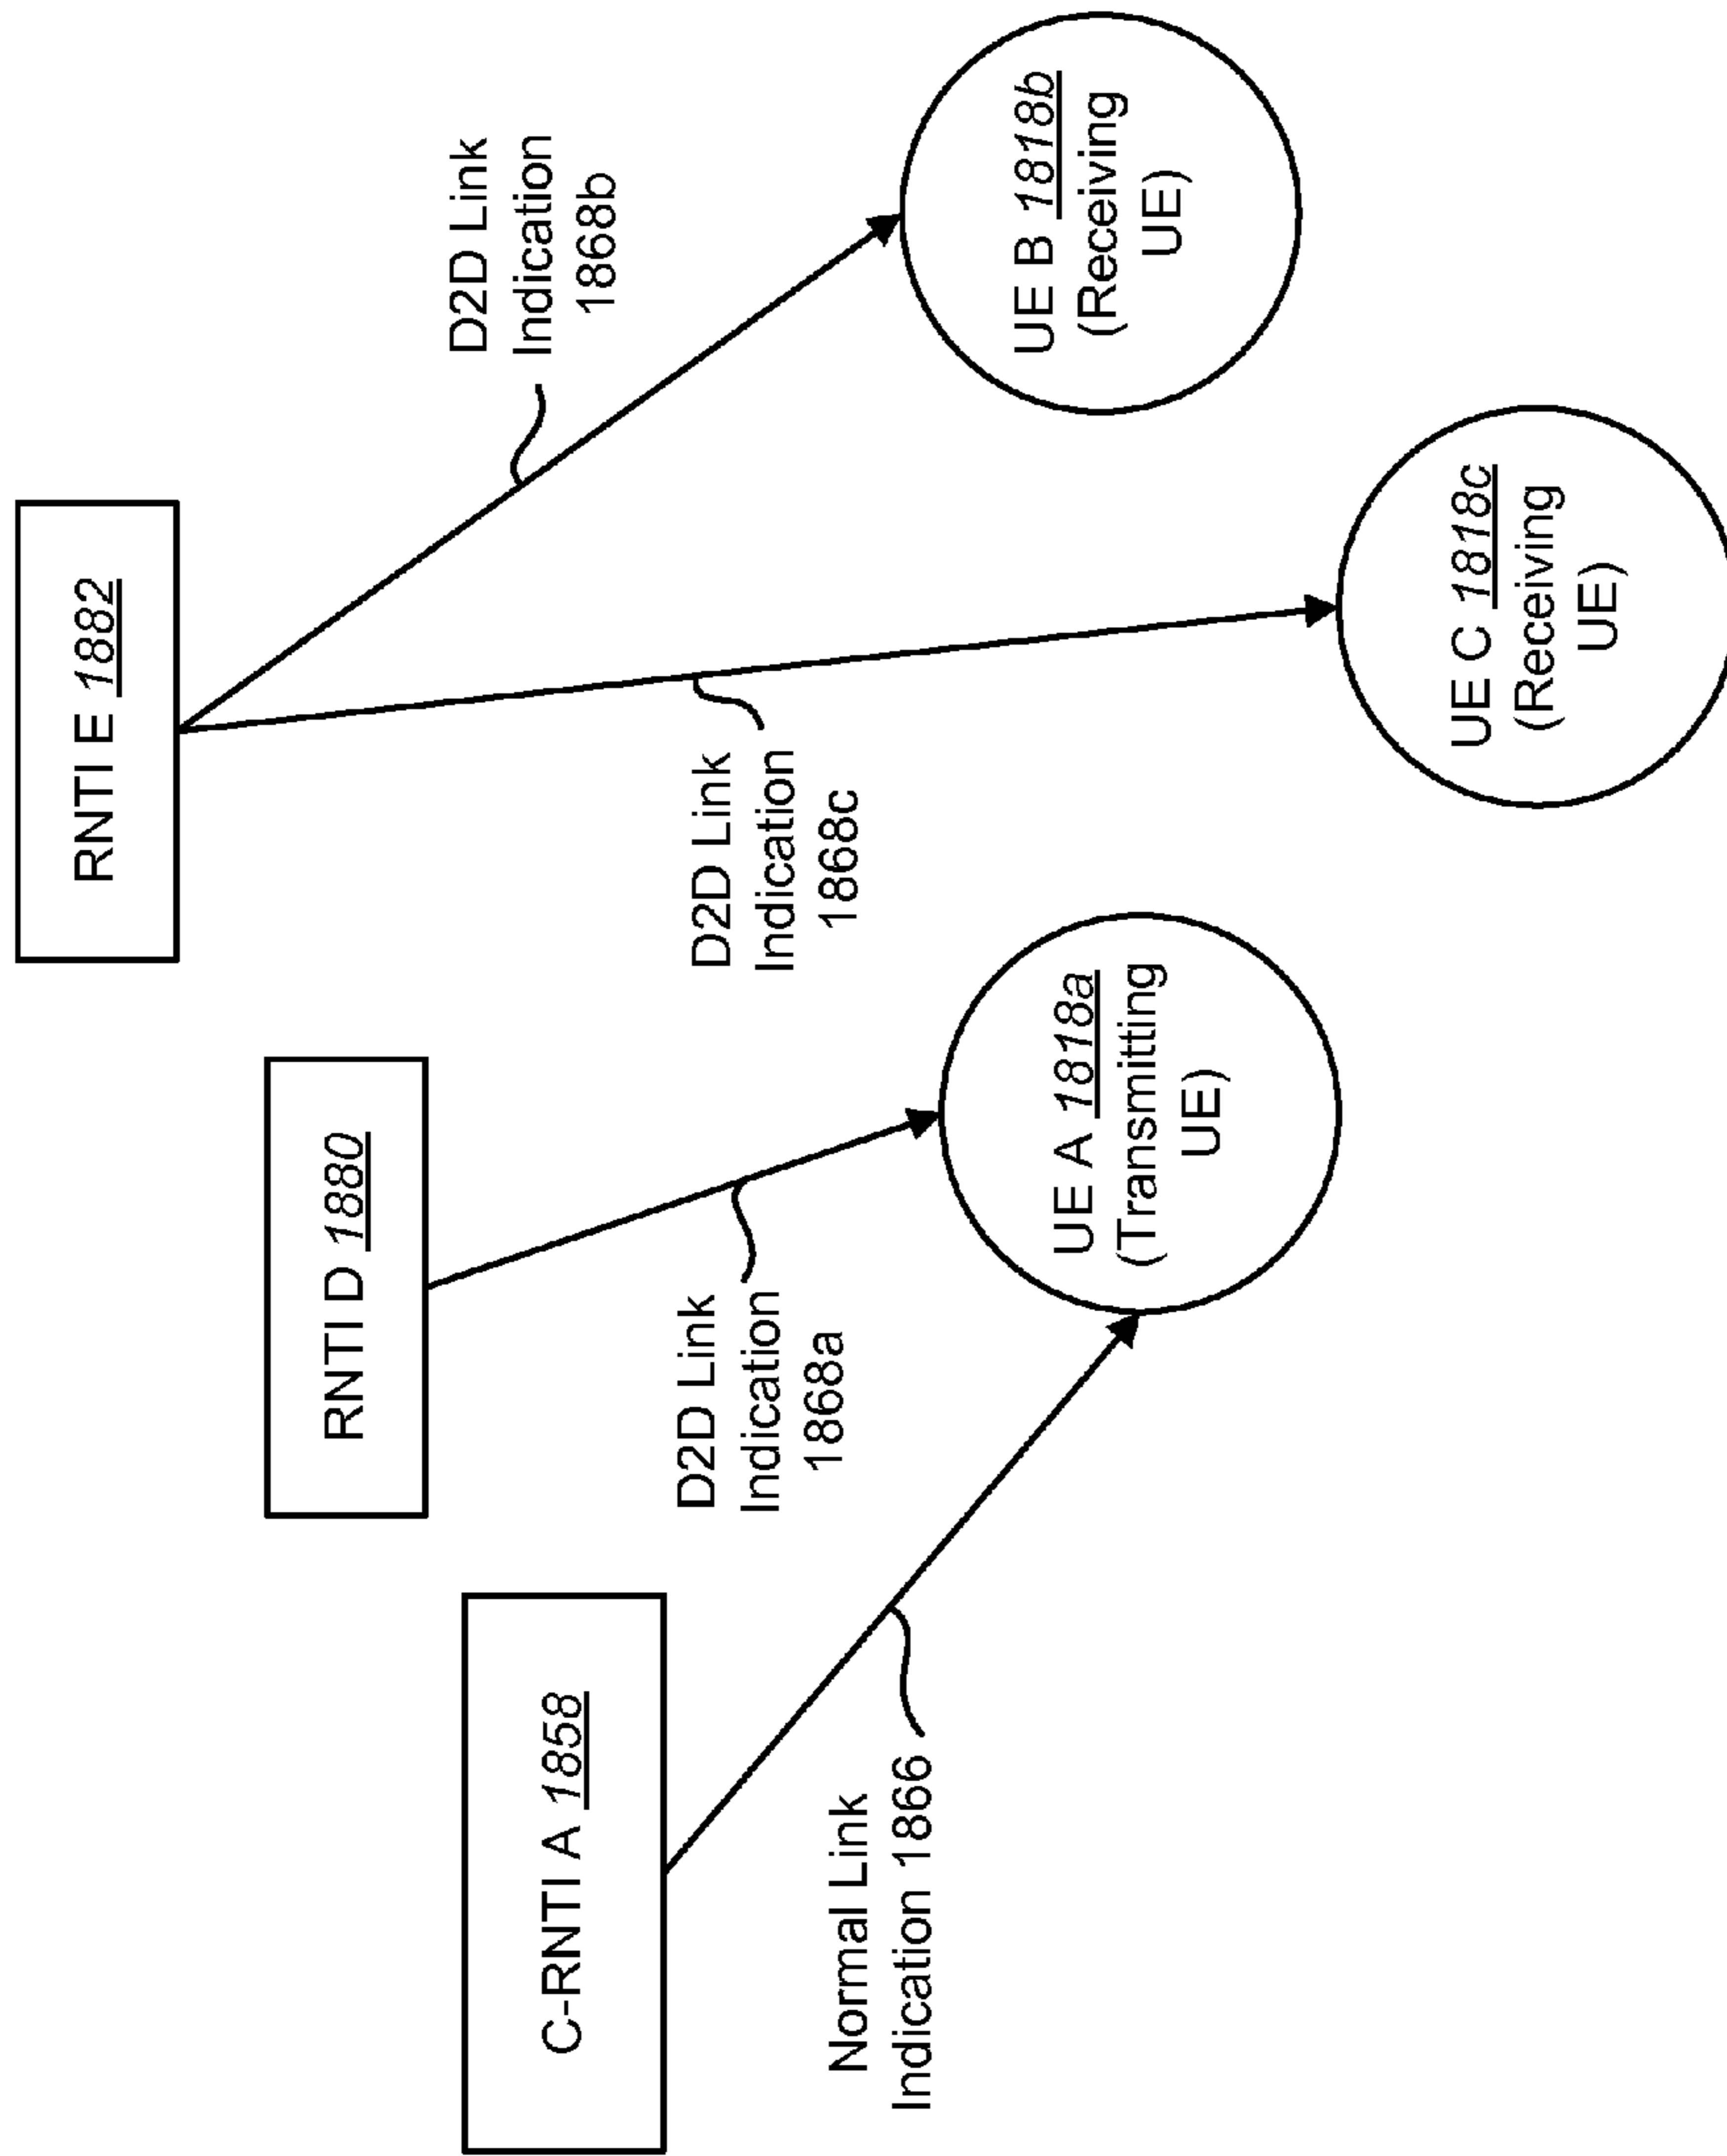 C-RNTI A 1858
RNTI D 1880
RNTI E 1882
Normal Link
Indication 1866
D2D Link
Indication
1868a
D2D Link
Indication
1868c
D2D Link
Indication
1868b
UE A 1818a
(Transmitting
UE)
UE C 1818c
(Receiving
UE)
UE B 1818b
(Receiving
UE)